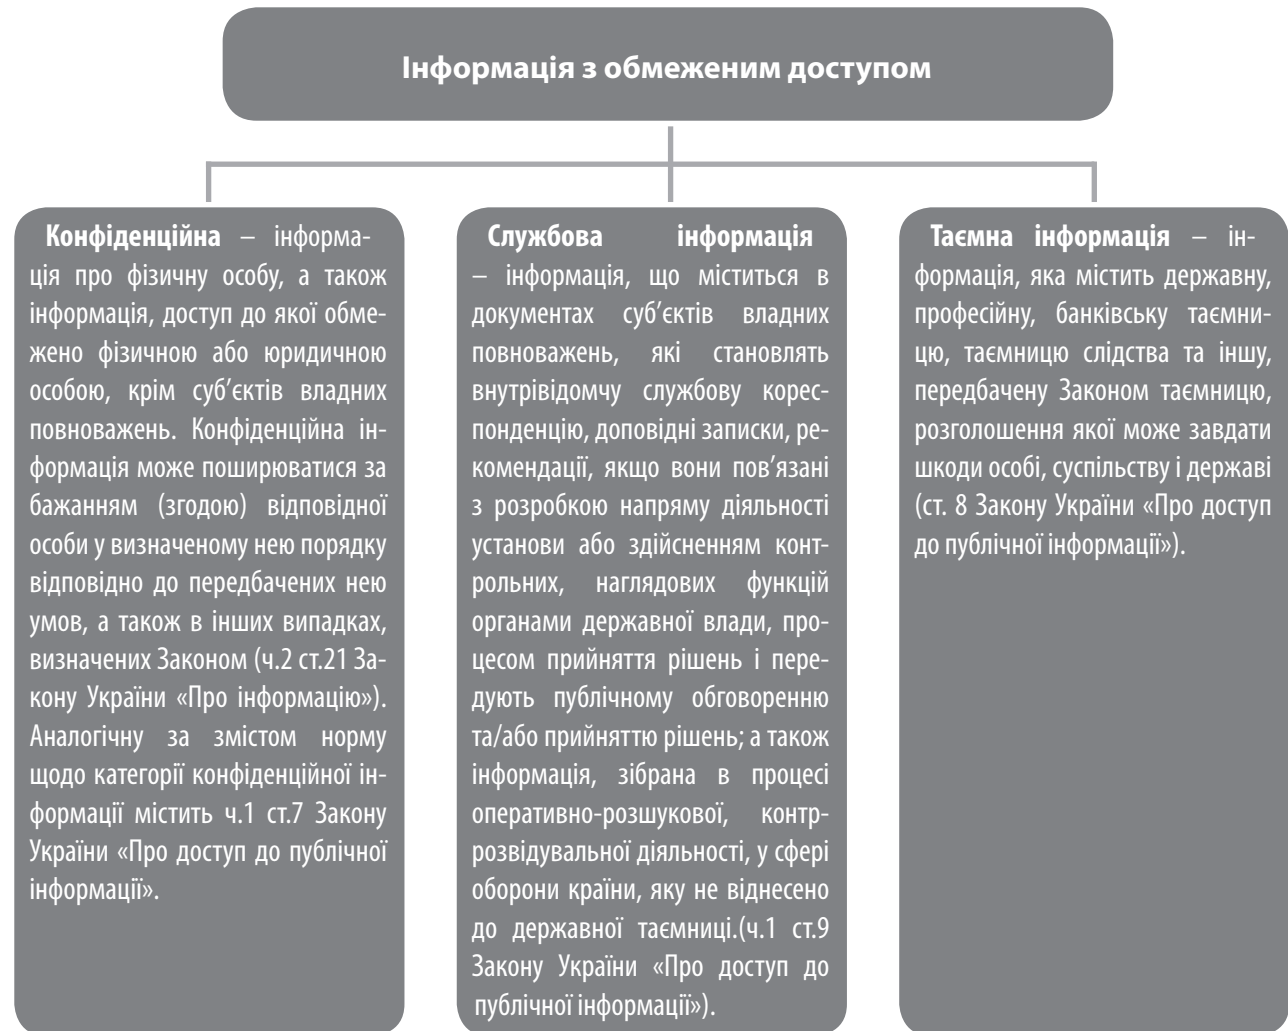 Інформація з обмеженим доступом
Конфіденційна – інформа-
ція про фізичну особу, а також
інформація, доступ до якої обме-
жено фізичною або юридичною
особою, крім суб’єктів владних
повноважень. Конфіденційна ін-
формація може поширюватися за
бажанням (згодою) відповідної
особи у визначеному нею порядку
відповідно до передбачених нею
умов, а також в інших випадках,
визначених Законом (ч.2 ст.21 За-
кону України «Про інформацію»).
Аналогічну за змістом норму
щодо категорії конфіденційної ін-
формації містить ч.1 ст.7 Закону
України «Про доступ до публічної
інформації».
Службова інформація
– інформація, що міститься в
документах суб’єктів владних
повноважень, які становлять
внутрівідомчу службову корес-
понденцію, доповідні записки, ре-
комендації, якщо вони пов’язані
з розробкою напряму діяльності
установи або здійсненням конт-
рольних, наглядових функцій
органами державної влади, про-
цесом прийняття рішень і пере-
дують публічному обговоренню
та/або прийняттю рішень; а також
інформація, зібрана в процесі
оперативно-розшукової, контр-
розвідувальної діяльності, у сфері
оборони країни, яку не віднесено
до державної таємниці.(ч.1 ст.9
Закону України «Про доступ до
публічної інформації»).
Таємна інформація – ін-
формація, яка містить державну,
професійну, банківську таємни-
цю, таємницю слідства та іншу,
передбачену Законом таємницю,
розголошення якої може завдати
шкоди особі, суспільству і державі
(ст. 8 Закону України «Про доступ
до публічної інформації»).